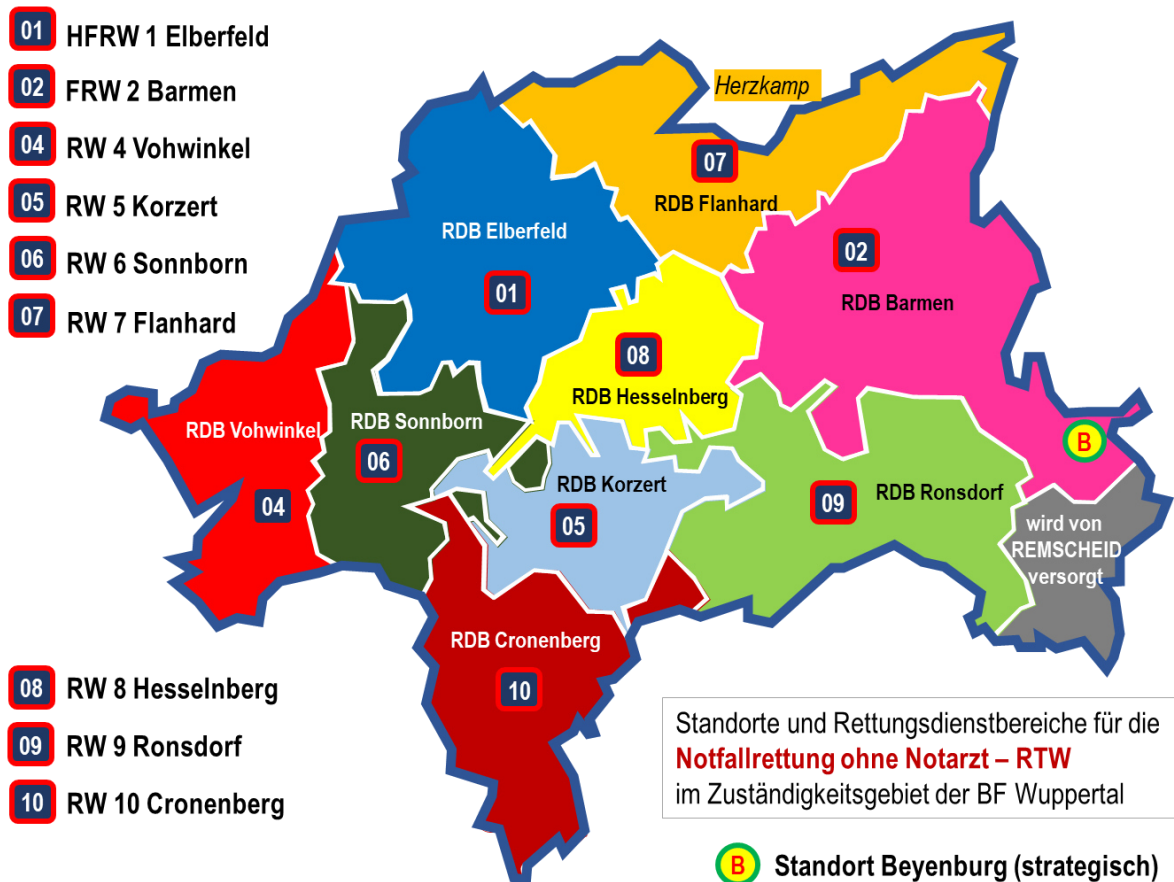 01 HFRW 1 Elberfeld
02 FRW 2 Barmen
04 RW 4 Vohwinkel
05 RW 5 Korzert
06 RW 6 Sonnborn
07 RW 7 Flanhard
Herzkamp
07
RDB Flanhard
RDB Elberfeld
01
02
RDB Barmen
08
RDB Hesselnberg
RDB Vohwinkel
04
RDB Sonnborn
06
B
RDB Korzert
05
RDB Ronsdorf
09
wird von
REMSCHEID
versorgt
RDB Cronenberg
10
08 RW 8 Hesselnberg
09 RW 9 Ronsdorf
10 RW 10 Cronenberg
Standorte und Rettungsdienstbereiche für die
Notfallrettung ohne Notarzt – RTW
im Zuständigkeitsgebiet der BF Wuppertal
B Standort Beyenburg (strategisch)